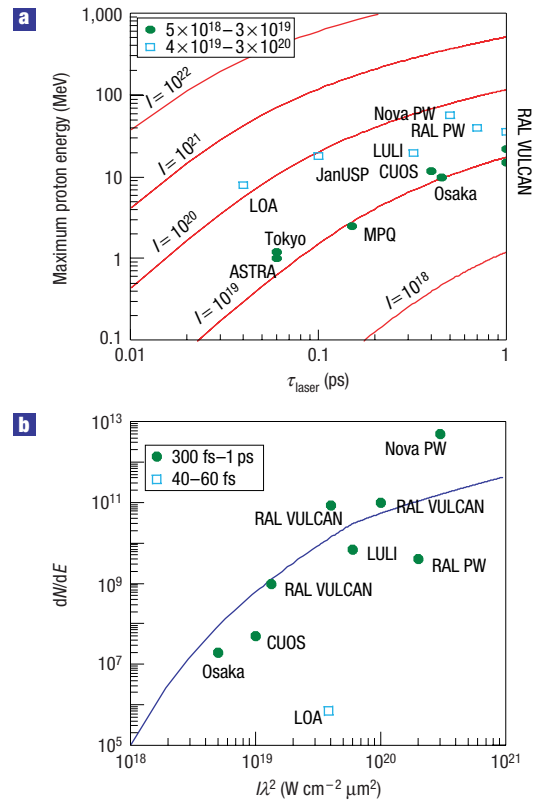 a
1,000
100
10
1
0.1
Maximum proton energy (MeV)
5×10¹⁸–3×10¹⁹
4×10¹⁹–3×10²⁰
I = 10²²
I = 10²¹
I = 10²⁰
I = 10¹⁹
I = 10¹⁸
Nova PW
RAL PW
RAL VULCAN
LULI
CUOS
JanUSP
Osaka
LOA
Tokyo
MPQ
ASTRA
0.01
0.1
1
τlaser (ps)
b
10¹³
10¹¹
10⁹
10⁷
10⁵
dN/dE
300 fs–1 ps
40–60 fs
Nova PW
RAL VULCAN
RAL VULCAN
LULI
RAL PW
RAL VULCAN
CUOS
Osaka
LOA
10¹⁸
10¹⁹
10²⁰
10²¹
Iλ² (W cm⁻² μm²)